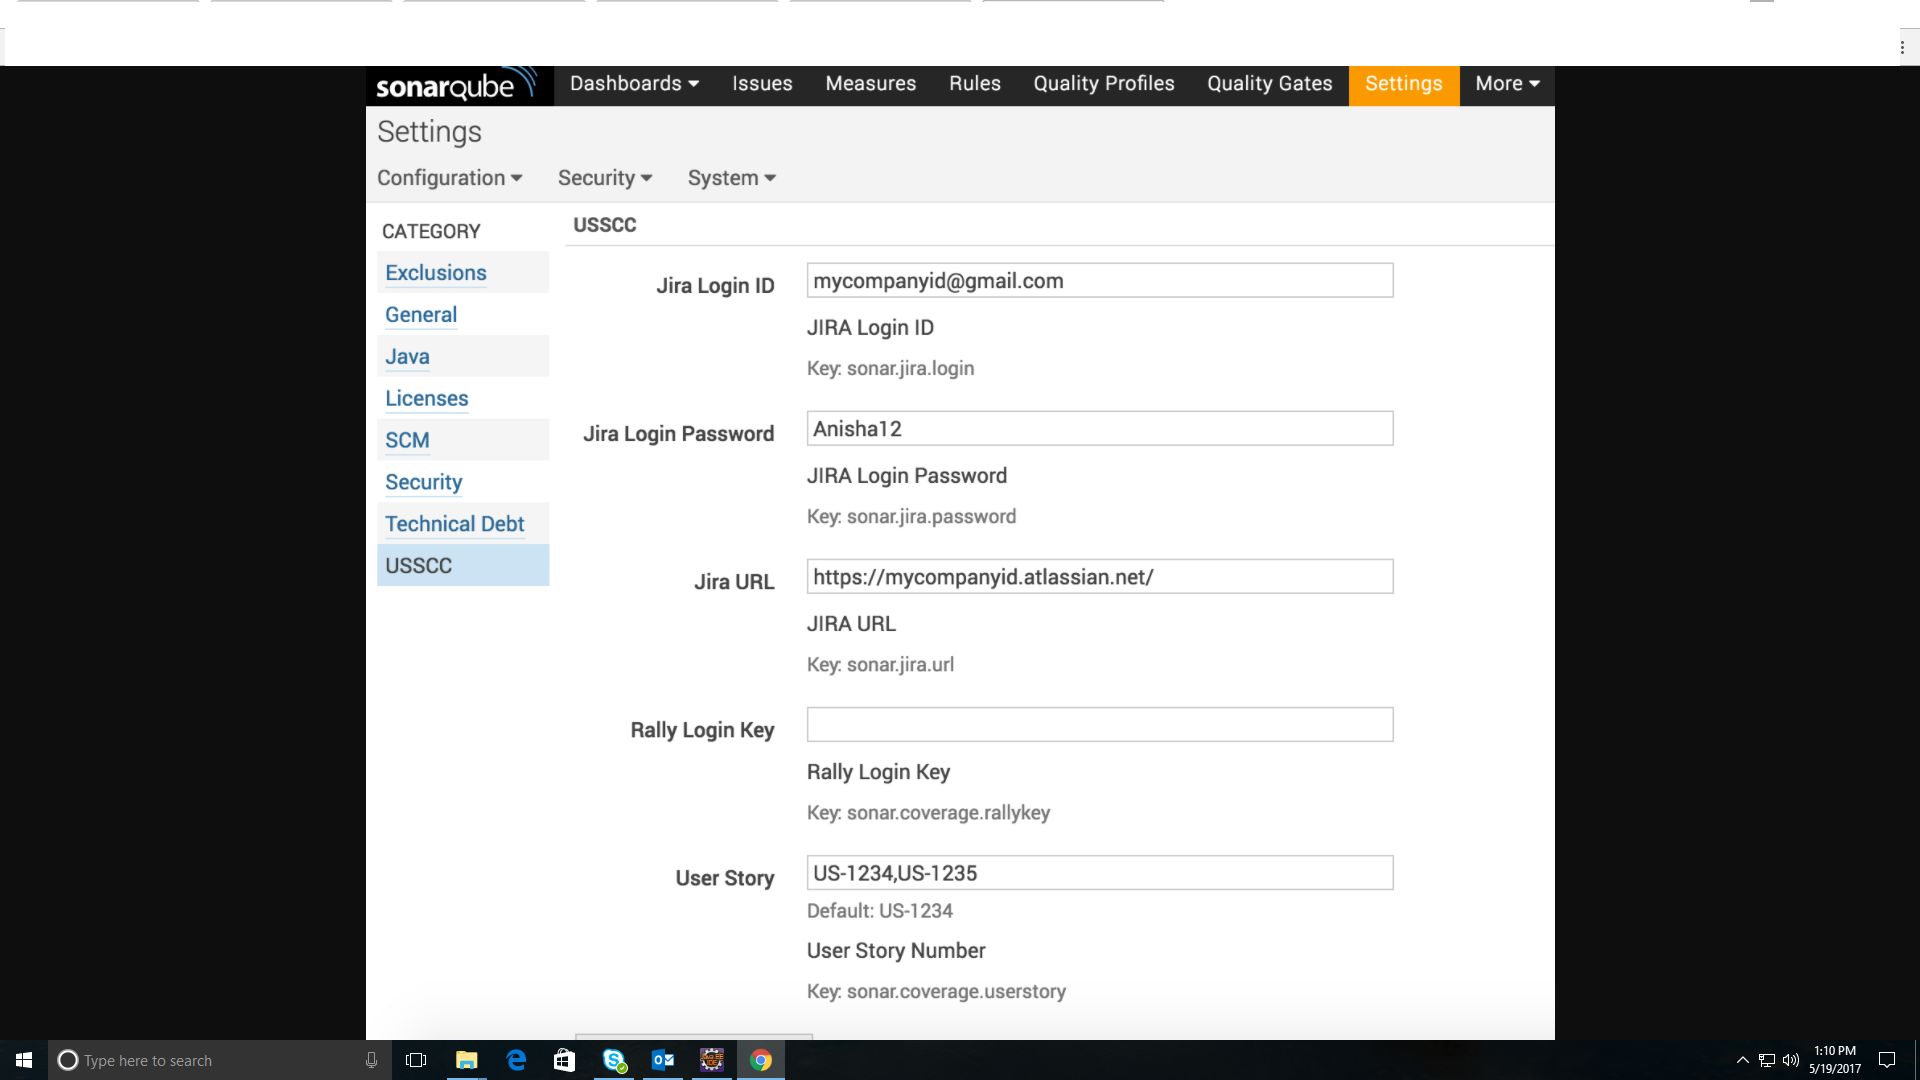 sonarqube Dashboards Issues Measures Rules Quality Profiles Quality Gates Settings More
Settings
Configuration Security System
CATEGORY
Exclusions
General
Java
Licenses
SCM
Security
Technical Debt
USSCC
USSCC
Jira Login ID mycompanyid@gmail.com
JIRA Login ID
Key: sonar.jira.login
Jira Login Password Anisha12
JIRA Login Password
Key: sonar.jira.password
Jira URL https://mycompanyid.atlassian.net/
JIRA URL
Key: sonar.jira.url
Rally Login Key
Rally Login Key
Key: sonar.coverage.rallykey
User Story US-1234,US-1235
Default: US-1234
User Story Number
Key: sonar.coverage.userstory
Type here to search
1:10 PM
5/19/2017